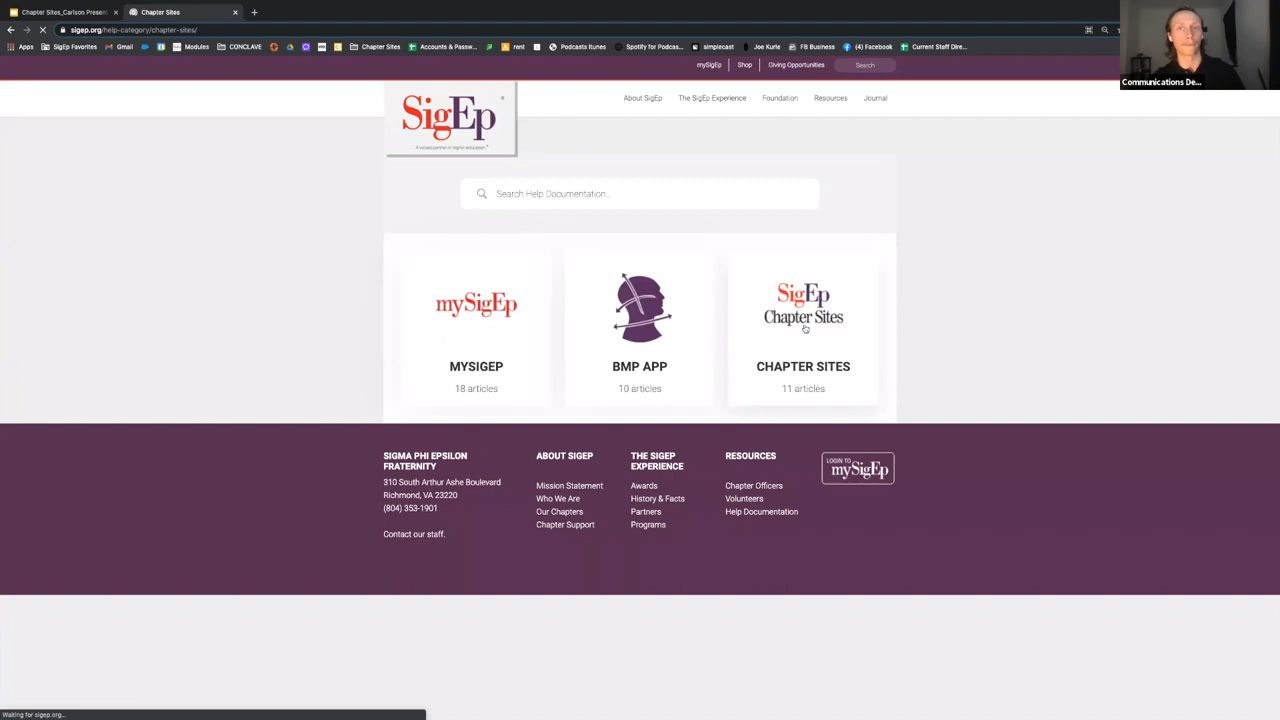 Chapter Sites_Carlson Presen
Chapter Sites
sigep.org/help-category/chapter-sites/
Apps
SigEp Favorites
Gmail
Modules
CONCLAVE
Chapter Sites
Accounts & Passw...
rent
Podcasts Itunes
Spotify for Podcas...
simplecast
Joe Kurle
FB Business
(4) Facebook
Current Staff Dire...
Communications De...
mySigEp
Shop
Giving Opportunities
Search
SigEp
A valued partner in higher education.®
About SigEp
The SigEp Experience
Foundation
Resources
Journal
Search Help Documentation...
mySigEp
MYSIGEP
18 articles
BMP APP
10 articles
SigEp
Chapter Sites
CHAPTER SITES
11 articles
SIGMA PHI EPSILON
FRATERNITY
310 South Arthur Ashe Boulevard
Richmond, VA 23220
(804) 353-1901
Contact our staff.
ABOUT SIGEP
Mission Statement
Who We Are
Our Chapters
Chapter Support
THE SIGEP
EXPERIENCE
Awards
History & Facts
Partners
Programs
RESOURCES
Chapter Officers
Volunteers
Help Documentation
LOGIN TO
mySigEp
Waiting for sigep.org...